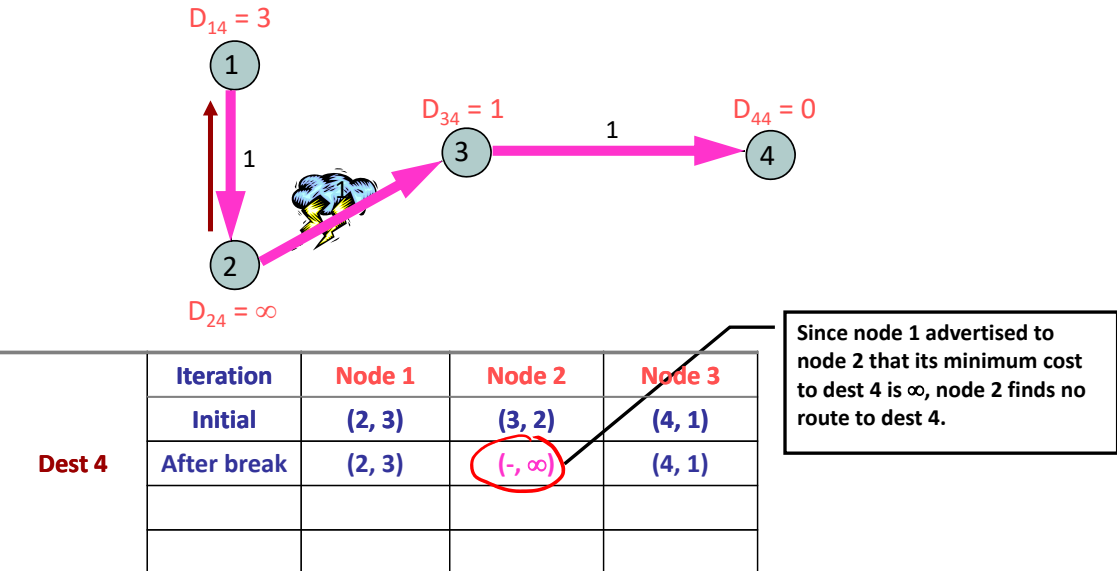 D₁₄ = 3
1
D₃₄ = 1
D₄₄ = 0
1
3
4
1
1
2
D₂₄ = ∞
Since node 1 advertised to
node 2 that its minimum cost
to dest 4 is ∞, node 2 finds no
route to dest 4.
Iteration Node 1 Node 2 Node 3
Initial (2, 3) (3, 2) (4, 1)
Dest 4 After break (2, 3) (-, ∞) (4, 1)